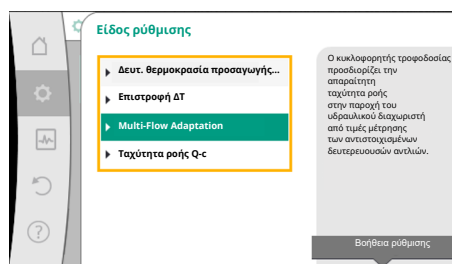 Είδος ρύθμισης
Δευτ. θερμοκρασία προσαγωγής...
Επιστροφή ΔΤ
Multi-Flow Adaptation
Ταχύτητα ροής Q-c
Ο κυκλοφορητής τροφοδοσίας
προσδιορίζει την
απαραίτητη
ταχύτητα ροής
στην παροχή του
υδραυλικού διαχωριστή
από τιμές μέτρησης
των αντιστοιχισμένων
δευτερευουσών αντλιών.
Βοήθεια ρύθμισης